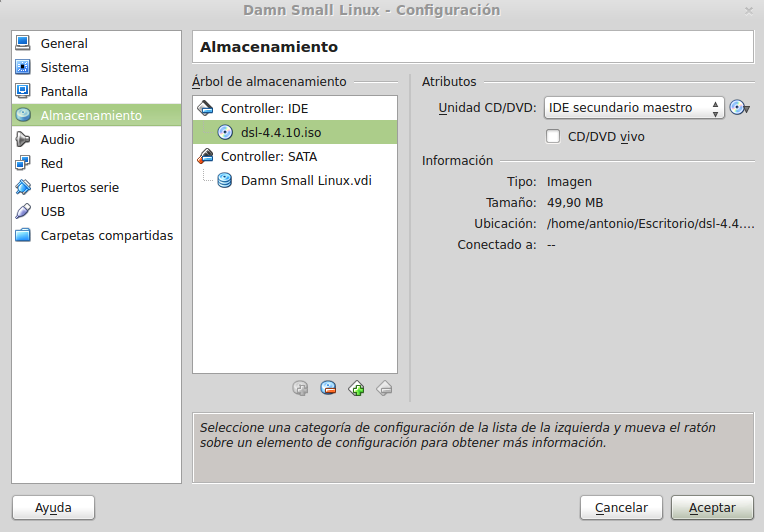 Damn Small Linux - Configuración
General
Sistema
Pantalla
Almacenamiento
Audio
Red
Puertos serie
USB
Carpetas compartidas
Almacenamiento
Árbol de almacenamiento
Controller: IDE
dsl-4.4.10.iso
Controller: SATA
Damn Small Linux.vdi
Atributos
Unidad CD/DVD: IDE secundario maestro
CD/DVD vivo
Información
Tipo: Imagen
Tamaño: 49,90 MB
Ubicación: /home/antonio/Escritorio/dsl-4.4....
Conectado a: --
Seleccione una categoría de configuración de la lista de la izquierda y mueva el ratón
sobre un elemento de configuración para obtener más información.
Ayuda
Cancelar
Aceptar